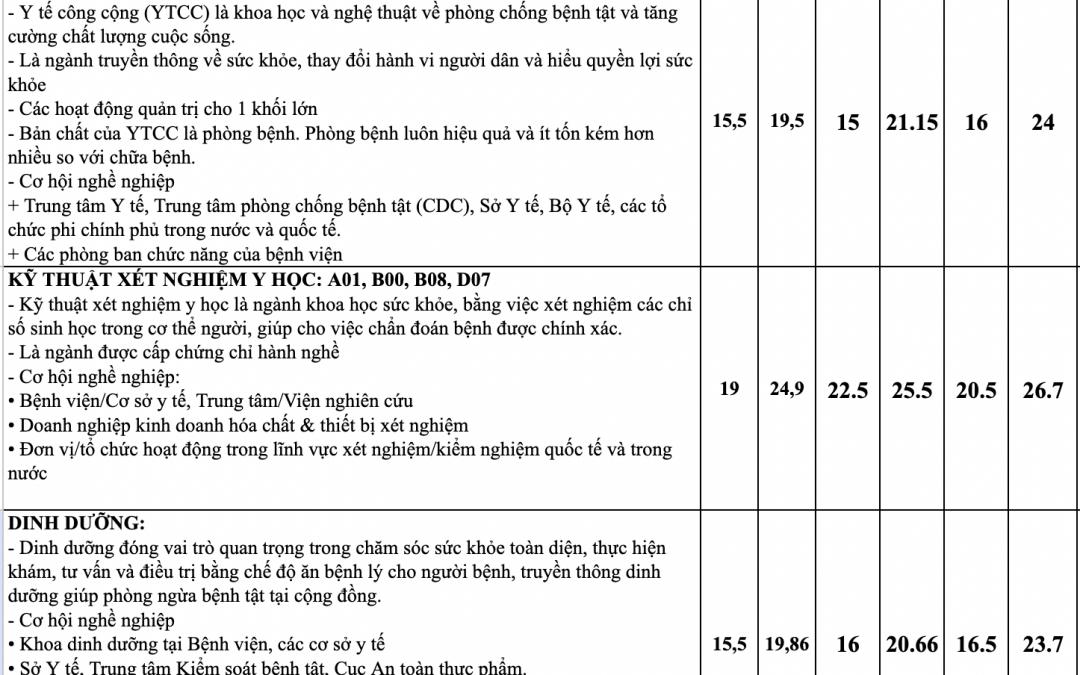 - Y tế công cộng (YTCC) là khoa học và nghệ thuật về phòng chống bệnh tật và tăng
cường chất lượng cuộc sống.
- Là ngành truyền thông về sức khỏe, thay đổi hành vi người dân và hiểu quyền lợi sức
khỏe
- Các hoạt động quản trị cho 1 khối lớn
- Bản chất của YTCC là phòng bệnh. Phòng bệnh luôn hiệu quả và ít tốn kém hơn
nhiều so với chữa bệnh.
- Cơ hội nghề nghiệp
+ Trung tâm Y tế, Trung tâm phòng chống bệnh tật (CDC), Sở Y tế, Bộ Y tế, các tổ
chức phi chính phủ trong nước và quốc tế.
+ Các phòng ban chức năng của bệnh viện
15,5 19,5 15 21.15 16 24
KỸ THUẬT XÉT NGHIỆM Y HỌC: A01, B00, B08, D07
- Kỹ thuật xét nghiệm y học là ngành khoa học sức khỏe, bằng việc xét nghiệm các chỉ
số sinh học trong cơ thể người, giúp cho việc chẩn đoán bệnh được chính xác.
- Là ngành được cấp chứng chỉ hành nghề
- Cơ hội nghề nghiệp:
• Bệnh viện/Cơ sở y tế, Trung tâm/Viện nghiên cứu
• Doanh nghiệp kinh doanh hóa chất & thiết bị xét nghiệm
• Đơn vị/tổ chức hoạt động trong lĩnh vực xét nghiệm/kiểm nghiệm quốc tế và trong
nước
19 24,9 22.5 25.5 20.5 26.7
DINH DƯỠNG:
- Dinh dưỡng đóng vai trò quan trọng trong chăm sóc sức khỏe toàn diện, thực hiện
khám, tư vấn và điều trị bằng chế độ ăn bệnh lý cho người bệnh, truyền thông dinh
dưỡng giúp phòng ngừa bệnh tật tại cộng đồng.
- Cơ hội nghề nghiệp
• Khoa dinh dưỡng tại Bệnh viện, các cơ sở y tế
• Sở Y tế, Trung tâm Kiểm soát bệnh tật, Cục An toàn thực phẩm.
15,5 19,86 16 20.66 16.5 23.7